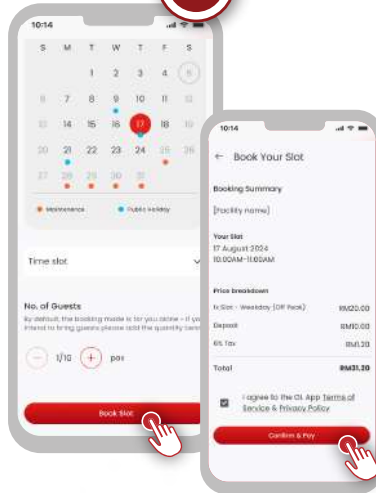 10:14
S M T W T F S
1 2 3 4 5
6 7 8 9 10 11 12
13 14 15 16 17 18 19
20 21 22 23 24 25 26
27 28 29 30 31
Maintenance Public Holiday
Time slot
No. of Guests
By default, the booking made is for you alone - if you
intend to bring guests please add the quantity
1/10 pax
Book Slot
10:14
Book Your Slot
Booking Summary
[Facility name]
Your Slot
17 August 2024
10:00AM-11:00AM
Price breakdown
1x Slot - Weekday (Off Peak) RM20.00
Deposit RM10.00
6% Tax RM1.20
Total RM31.20
I agree to the OL App Terms of
Service & Privacy Policy
Confirm & Pay